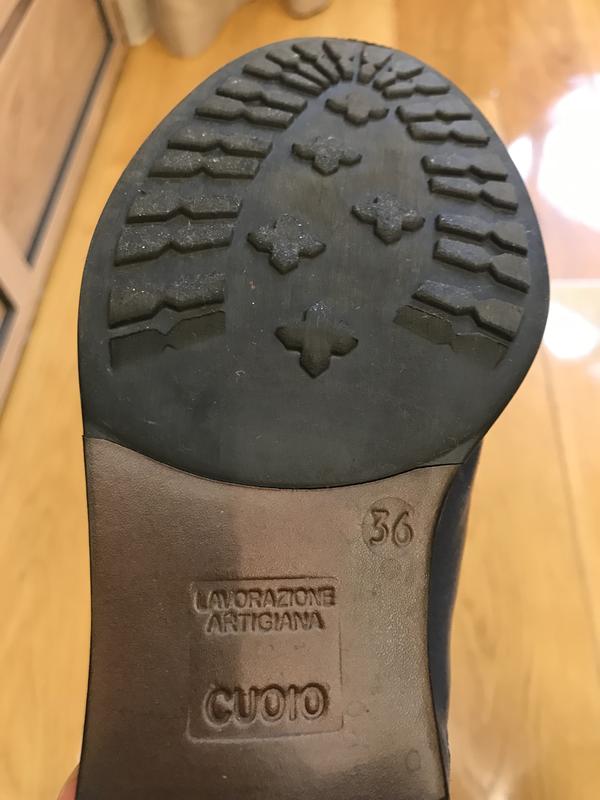 36
LAVORAZIONE
ARTIGIANA
CUOIO